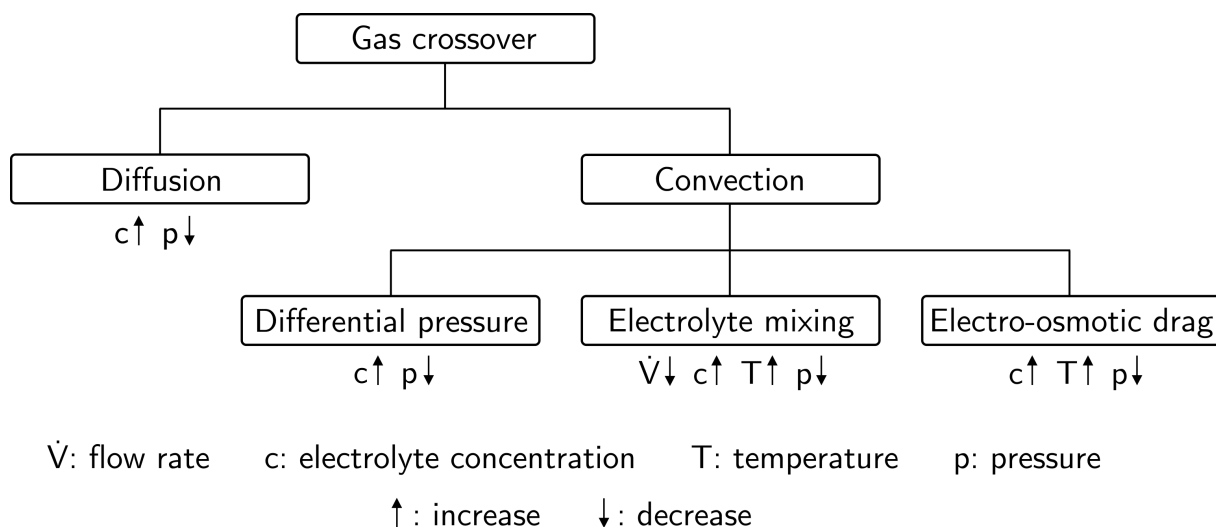 Gas crossover
Diffusion
Convection
c↑ p↓
Differential pressure
Electrolyte mixing
Electro-osmotic drag
c↑ p↓
V̇↓ c↑ T↑ p↓
c↑ T↑ p↓
V̇: flow rate c: electrolyte concentration T: temperature p: pressure
↑: increase ↓: decrease